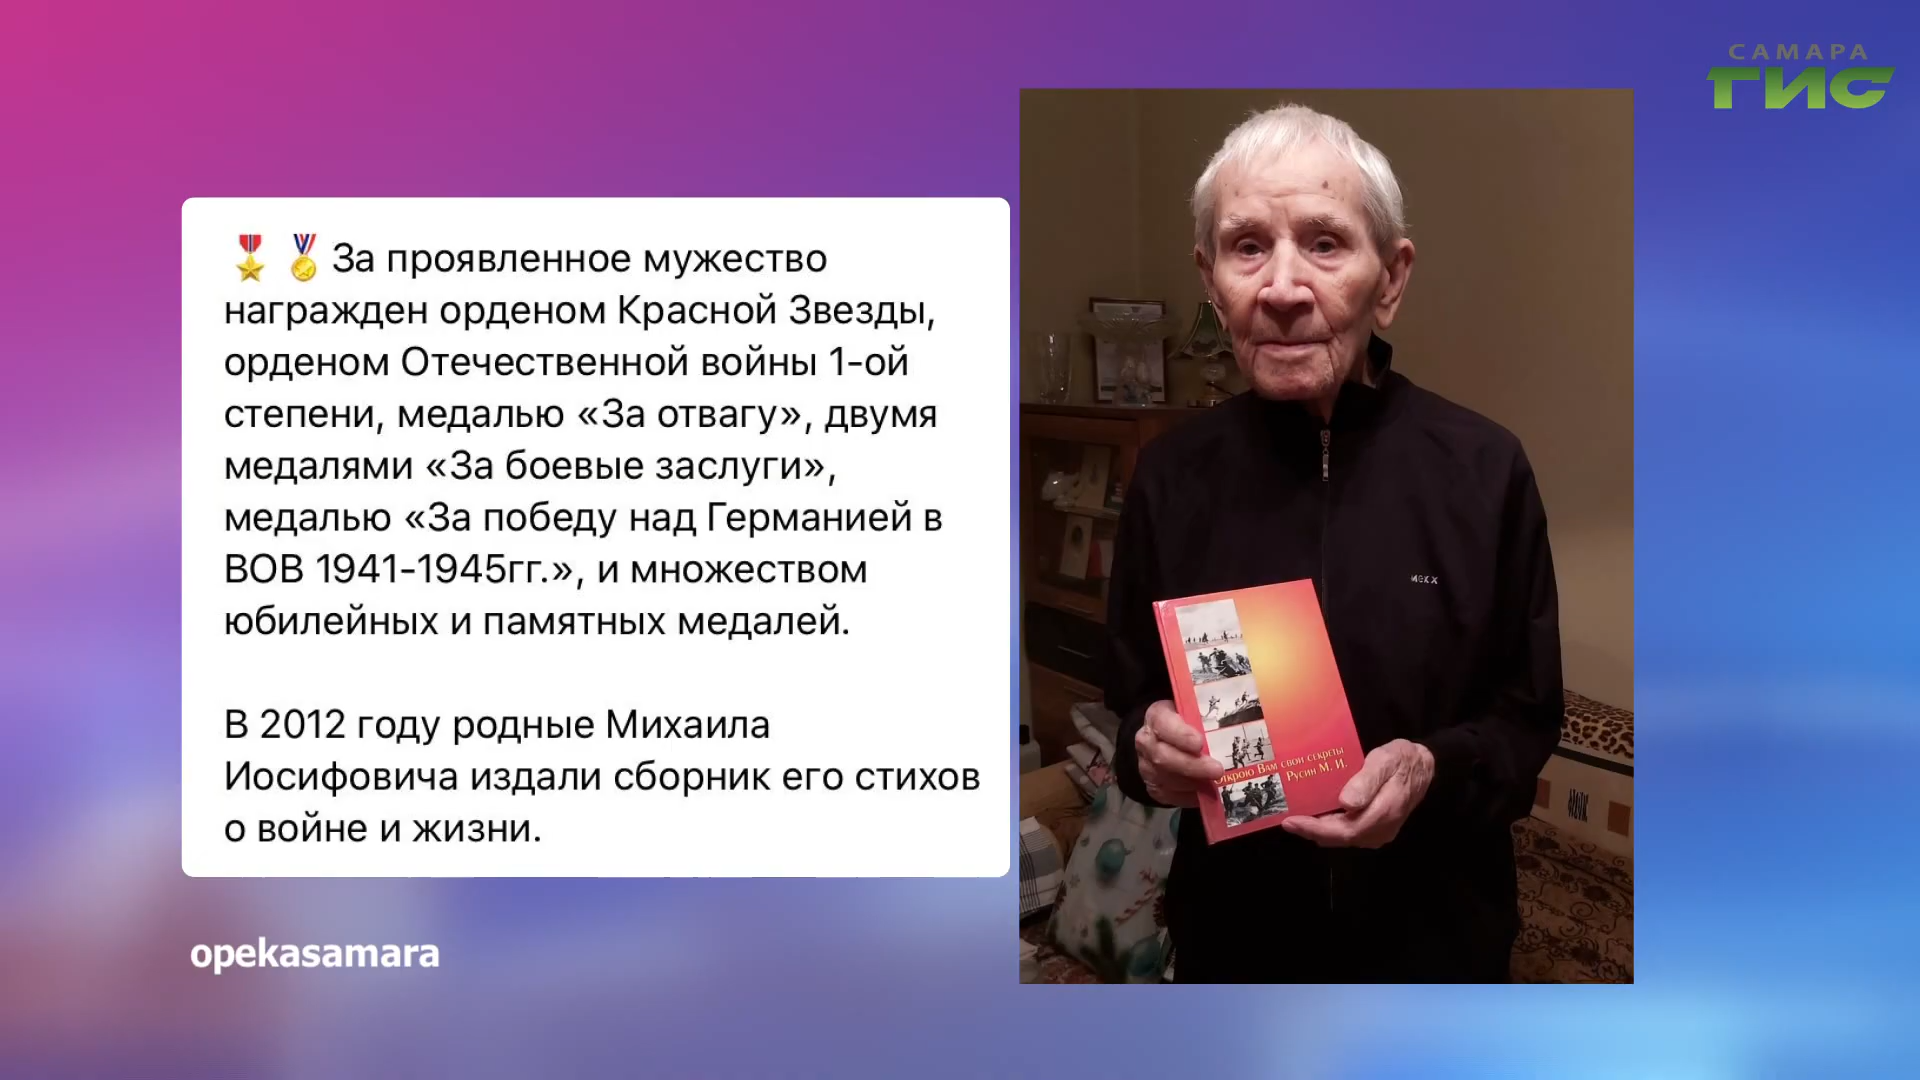 САМАРА
ГИС
🎖️ 🏅 За проявленное мужество
награжден орденом Красной Звезды,
орденом Отечественной войны 1-ой
степени, медалью «За отвагу», двумя
медалями «За боевые заслуги»,
медалью «За победу над Германией в
ВОВ 1941-1945гг.», и множеством
юбилейных и памятных медалей.
В 2012 году родные Михаила
Иосифовича издали сборник его стихов
о войне и жизни.
opekasamara
Вам свои секреты
Русин М. И.